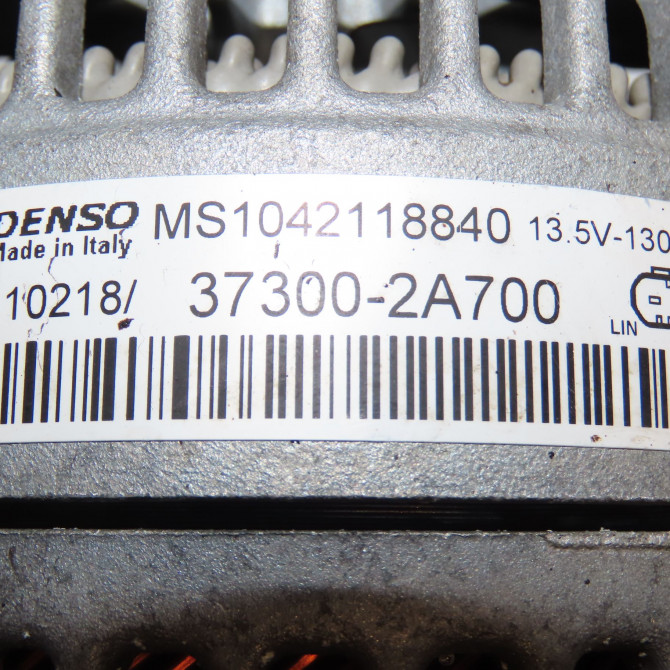 DENSO MS1042118840 13.5V-130
Made in Italy
10218/ 37300-2A700
LIN